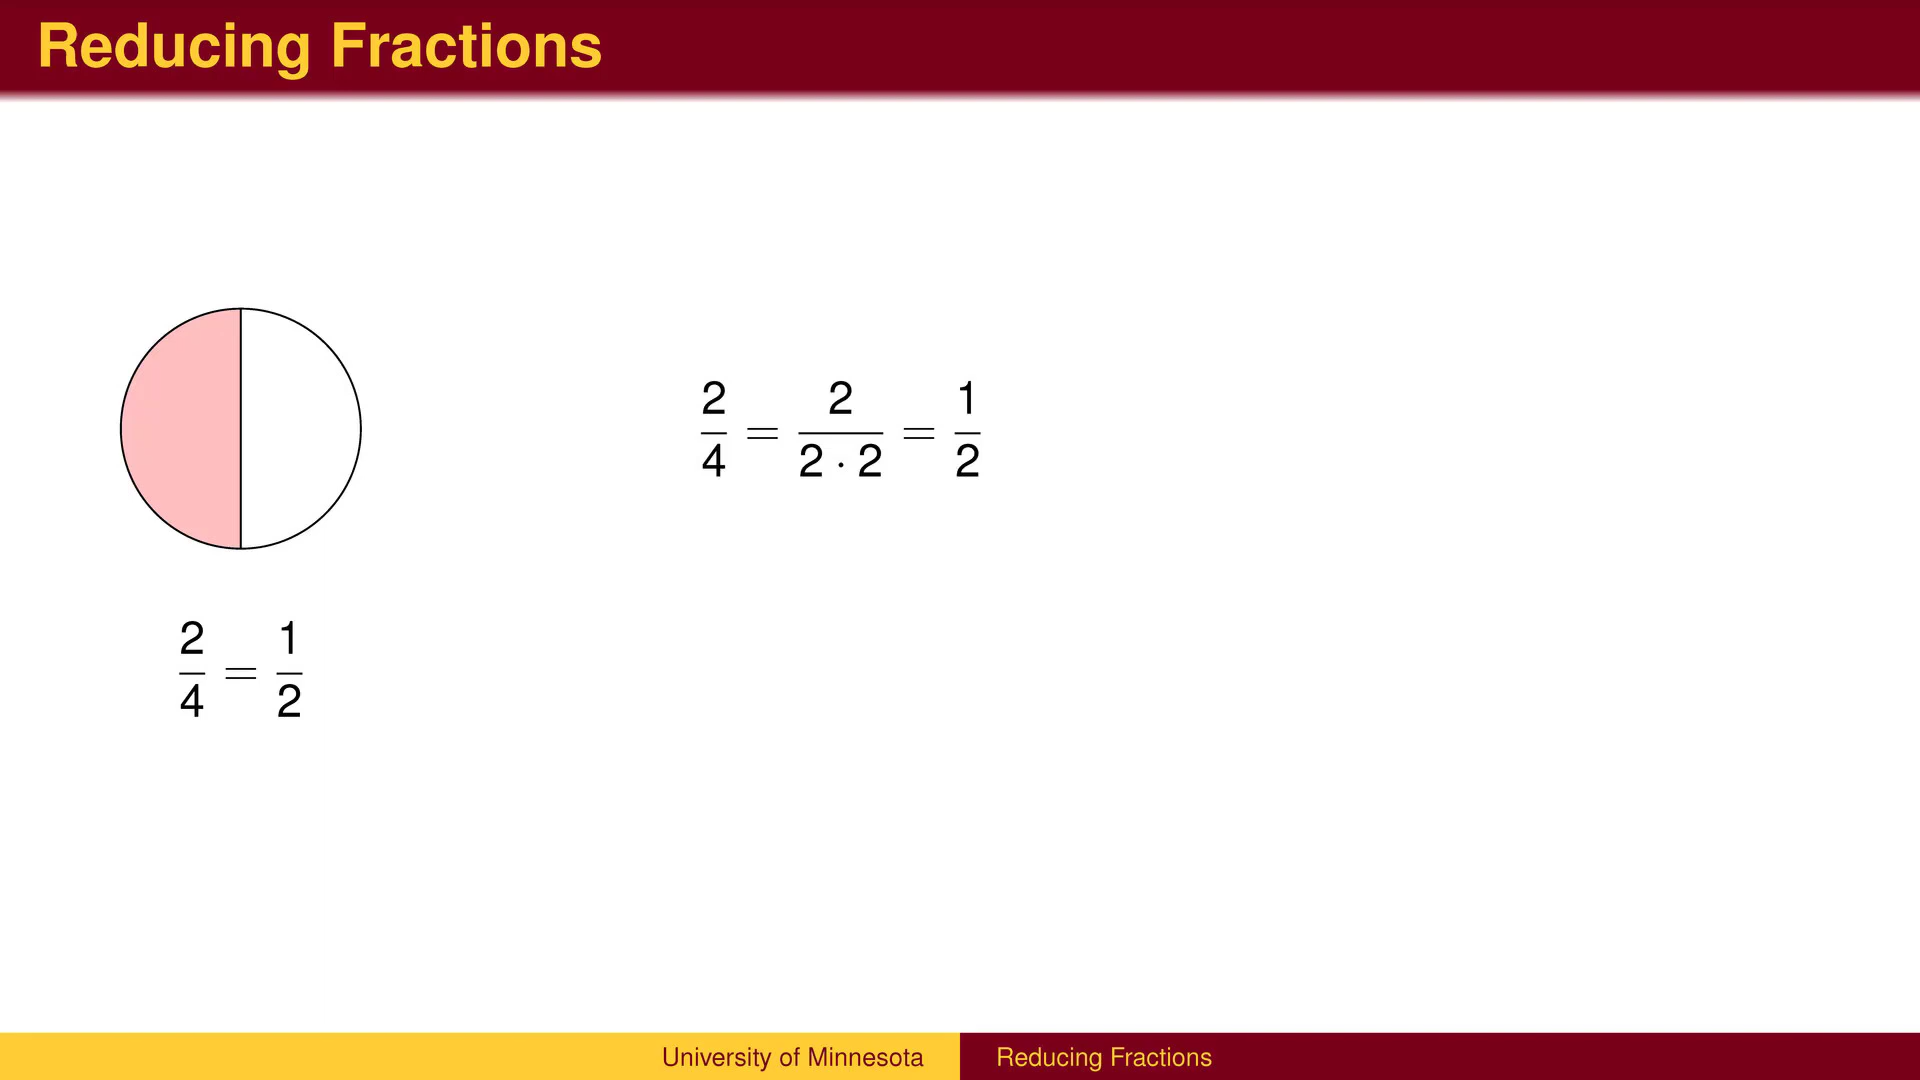 Reducing Fractions
2/4 = 2/(2 · 2) = 1/2
2/4 = 1/2
University of Minnesota
Reducing Fractions